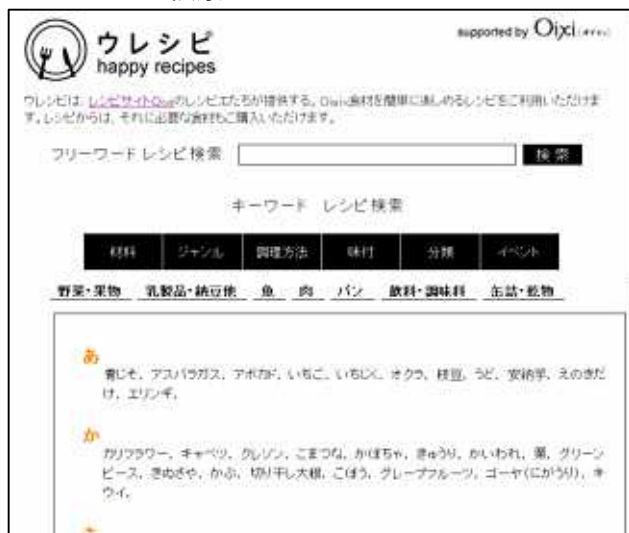 ウレシピ
happy recipes
supported by Oixi
ウレシピは、レシピサイトOixiのレシピエたちが提供する、Oixi食材を簡単に楽しめるレシピをご利用いただけま
す。レシピからは、それに必要な食材もご購入いただけます。
フリーワード レシピ検索 検索
キーワード レシピ検索
材料 ジャンル 調理方法 味付 分類 イベント
野菜・果物 乳製品・納豆他 魚 肉 パン 飲料・調味料 缶詰・乾物
あ
青じそ、アスパラガス、アボカド、いちご、いちじく、オクラ、枝豆、うど、安納芋、えのきだ
け、エリンギ、
か
カリフラワー、キャベツ、クレソン、こまつな、かぼちゃ、きゅうり、かいわれ、栗、グリーン
ピース、きぬさや、かぶ、切り干し大根、ごぼう、グレープフルーツ、ゴーヤ(にがうり)、キ
ウイ、